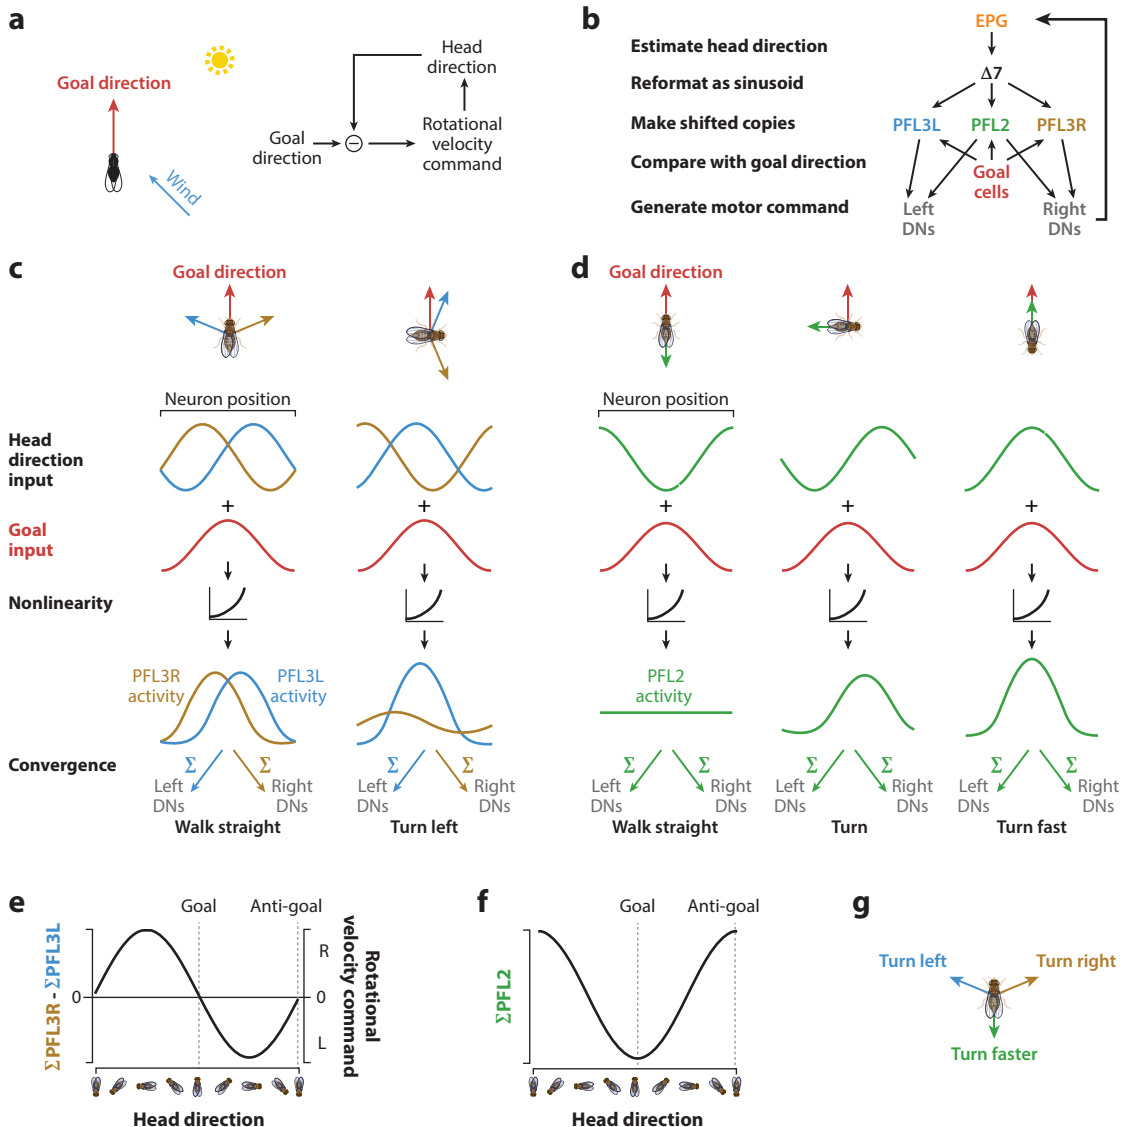 a
Goal direction
Wind
Head
direction
Goal
direction
−
Rotational
velocity
command
b
Estimate head direction
Reformat as sinusoid
Make shifted copies
Compare with goal direction
Generate motor command
EPG
Δ7
PFL3L PFL2 PFL3R
Goal
cells
Left
DNs
Right
DNs
c
Goal direction
Neuron position
Head
direction
input
+ +
Goal
input
Nonlinearity
PFL3R
activity
PFL3L
activity
Convergence
Σ Σ Σ Σ
Left
DNs
Right
DNs
Left
DNs
Right
DNs
Walk straight
Turn left
d
Goal direction
Neuron position
+ + +
PFL2
activity
Σ Σ Σ Σ Σ Σ
Left
DNs
Right
DNs
Left
DNs
Right
DNs
Left
DNs
Right
DNs
Walk straight
Turn
Turn fast
e
Goal Anti-goal
ΣPFL3R - ΣPFL3L
0
R
0
L
Rotational
velocity command
Head direction
f
Goal Anti-goal
ΣPFL2
Head direction
g
Turn left
Turn right
Turn faster